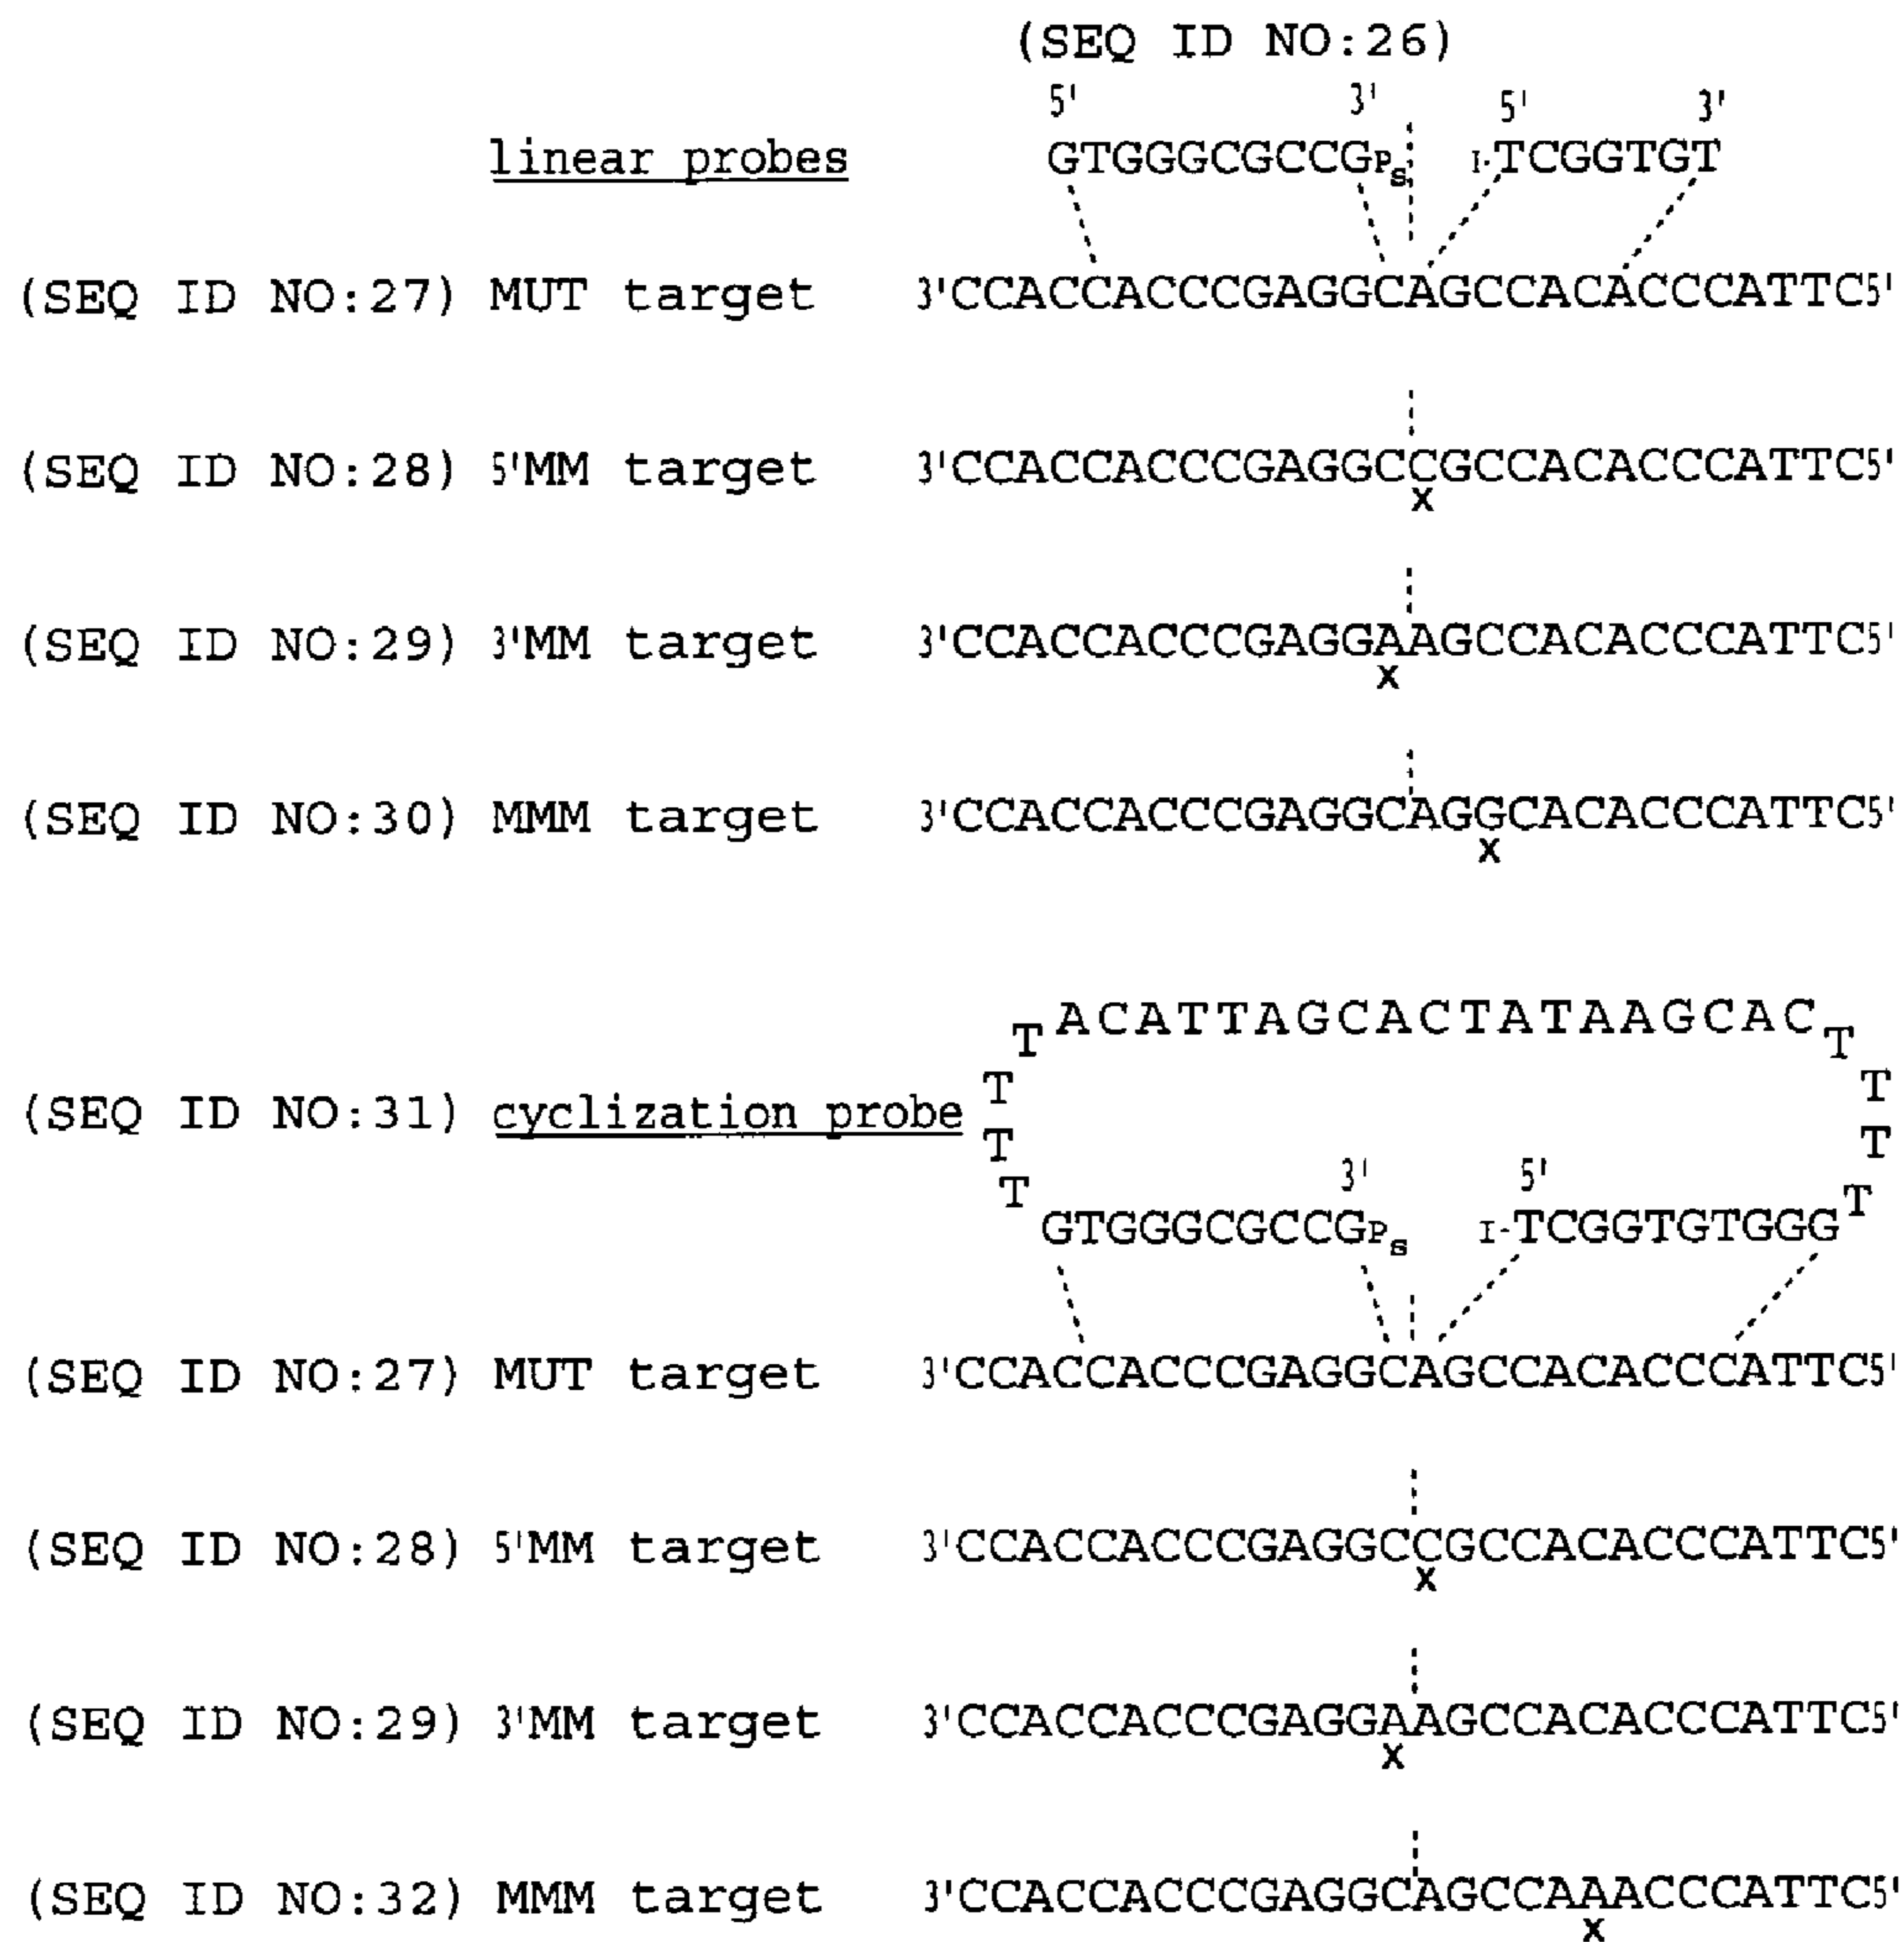 (SEQ ID NO:26)
5' 3' 5' 3'
linear probes GTGGGCGCCGPS I-TCGGTGT
(SEQ ID NO:27) MUT target 3'CCACCACCCGAGGCAGCCACACCCATTC5'
(SEQ ID NO:28) 5'MM target 3'CCACCACCCGAGGCCGCCACACCCATTC5'
x
(SEQ ID NO:29) 3'MM target 3'CCACCACCCGAGGAAGCCACACCCATTC5'
x
(SEQ ID NO:30) MMM target 3'CCACCACCCGAGGCAGGCACACCCATTC5'
x
T ACATTAGCACTATAAGCAC T
T T
(SEQ ID NO:31) cyclization probe
T T
T 3' 5' T
GTGGGCGCCGPS I-TCGGTGTGGG
(SEQ ID NO:27) MUT target 3'CCACCACCCGAGGCAGCCACACCCATTC5'
(SEQ ID NO:28) 5'MM target 3'CCACCACCCGAGGCCGCCACACCCATTC5'
x
(SEQ ID NO:29) 3'MM target 3'CCACCACCCGAGGAAGCCACACCCATTC5'
x
(SEQ ID NO:32) MMM target 3'CCACCACCCGAGGCAGCCAAACCCATTC5'
x